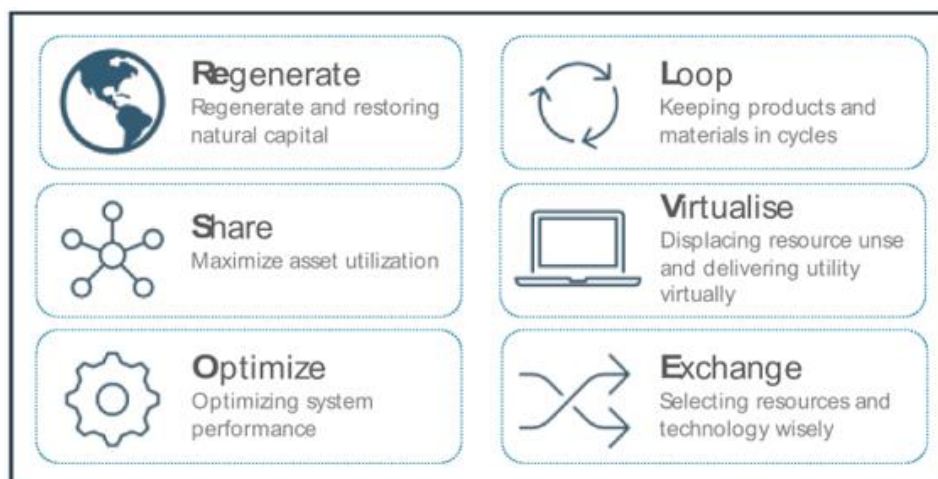 Regenerate
Regenerate and restoring
natural capital
Share
Maximize asset utilization
Optimize
Optimizing system
performance
Loop
Keeping products and
materials in cycles
Virtualise
Displacing resource unse
and delivering utility
virtually
Exchange
Selecting resources and
technology wisely